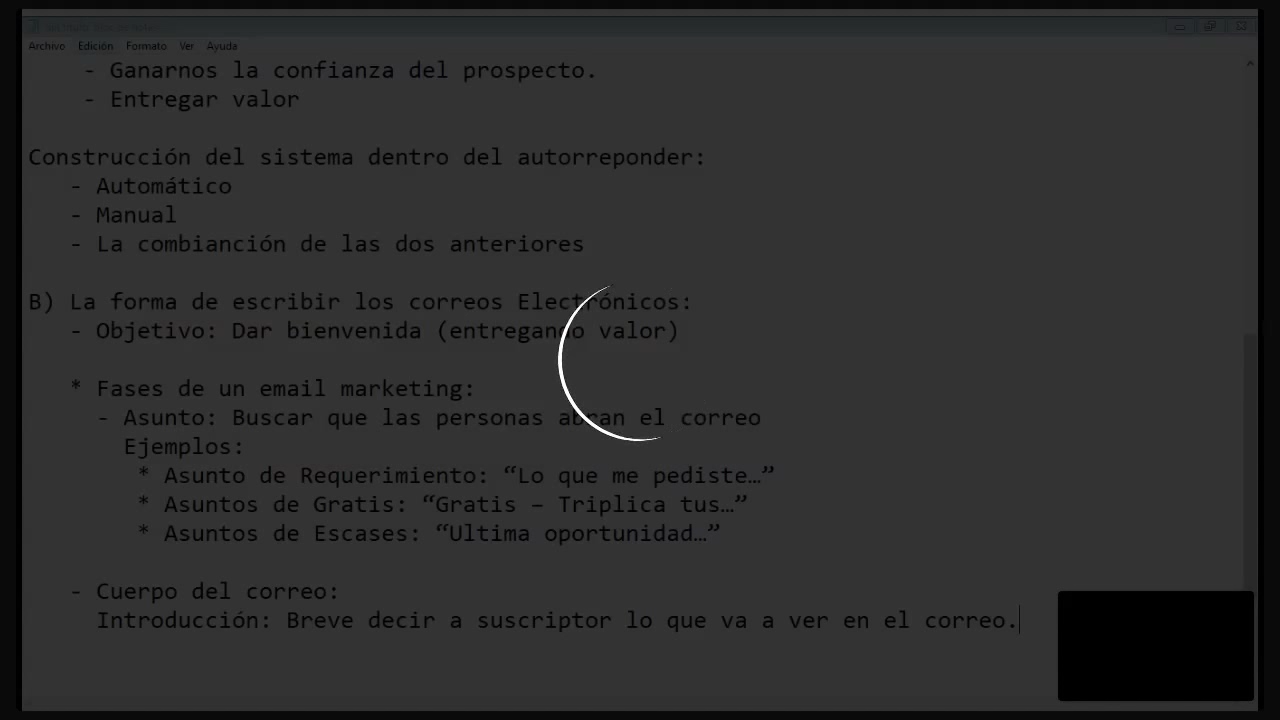 Archivo Edición Formato Ver Ayuda
- Ganarnos la confianza del prospecto.
- Entregar valor
Construcción del sistema dentro del autorreponder:
- Automático
- Manual
- La combianción de las dos anteriores
B) La forma de escribir los correos Electrónicos:
- Objetivo: Dar bienvenida (entregando valor)
* Fases de un email marketing:
- Asunto: Buscar que las personas abran el correo
Ejemplos:
* Asunto de Requerimiento: “Lo que me pediste…”
* Asuntos de Gratis: “Gratis – Triplica tus…”
* Asuntos de Escases: “Ultima oportunidad…”
- Cuerpo del correo:
Introducción: Breve decir a suscriptor lo que va a ver en el correo.